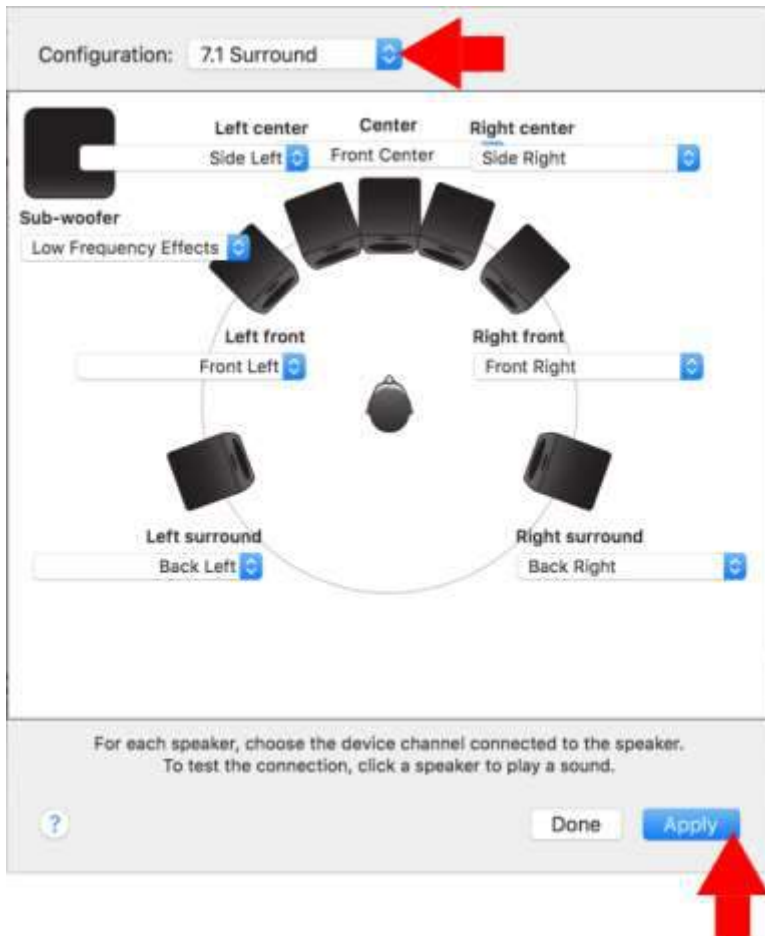 Configuration: 7.1 Surround
Left center Center Right center
Side Left Front Center Side Right
Sub-woofer
Low Frequency Effects
Left front Right front
Front Left Front Right
Left surround Right surround
Back Left Back Right
For each speaker, choose the device channel connected to the speaker.
To test the connection, click a speaker to play a sound.
? Done Apply